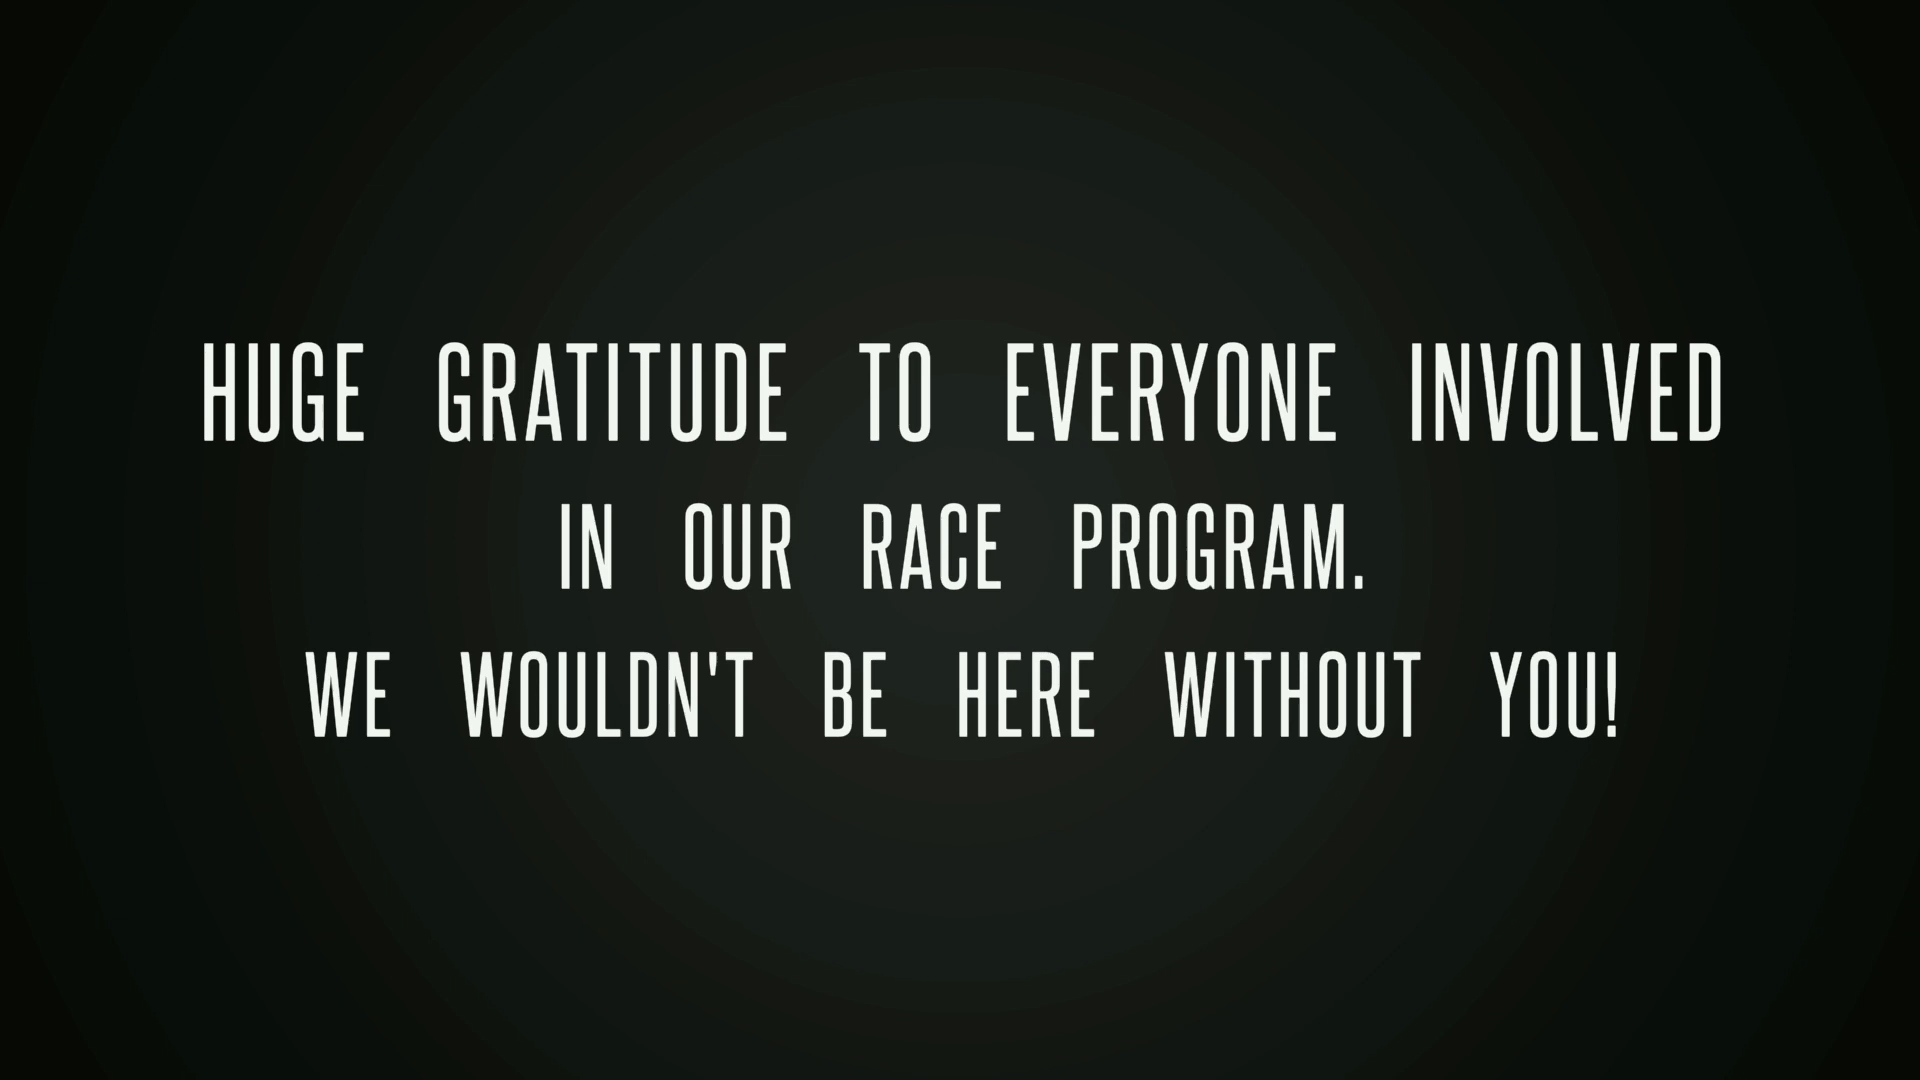 HUGE GRATITUDE TO EVERYONE INVOLVED
IN OUR RACE PROGRAM.
WE WOULDN'T BE HERE WITHOUT YOU!